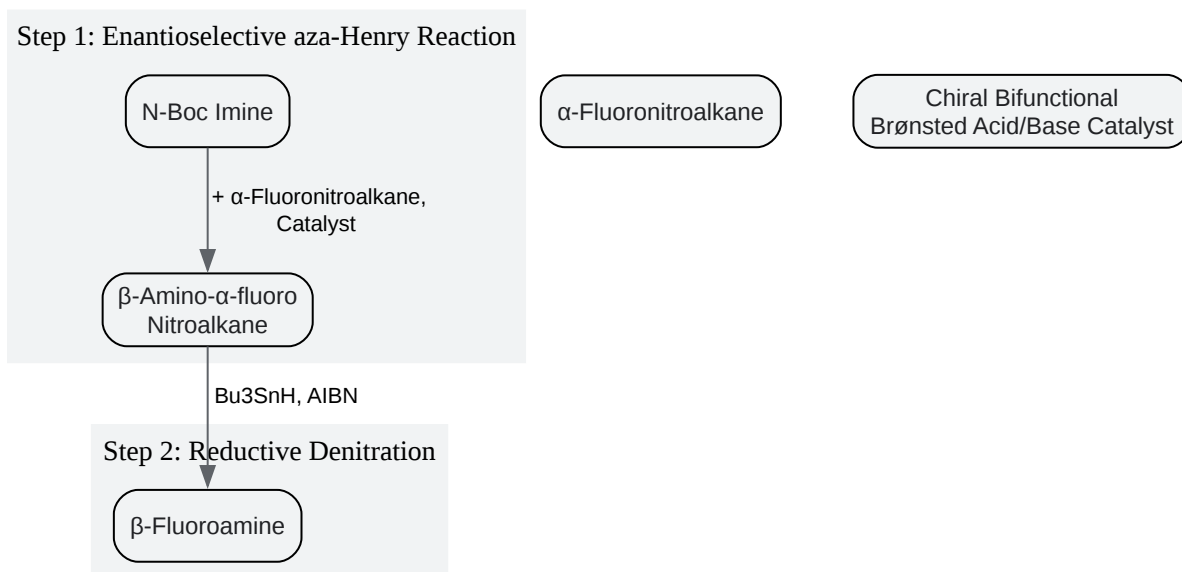 Step 1: Enantioselective aza-Henry Reaction
N-Boc Imine
α-Fluoronitroalkane
Chiral Bifunctional
Brønsted Acid/Base Catalyst
+ α-Fluoronitroalkane,
Catalyst
β-Amino-α-fluoro
Nitroalkane
Bu3SnH, AIBN
Step 2: Reductive Denitration
β-Fluoroamine